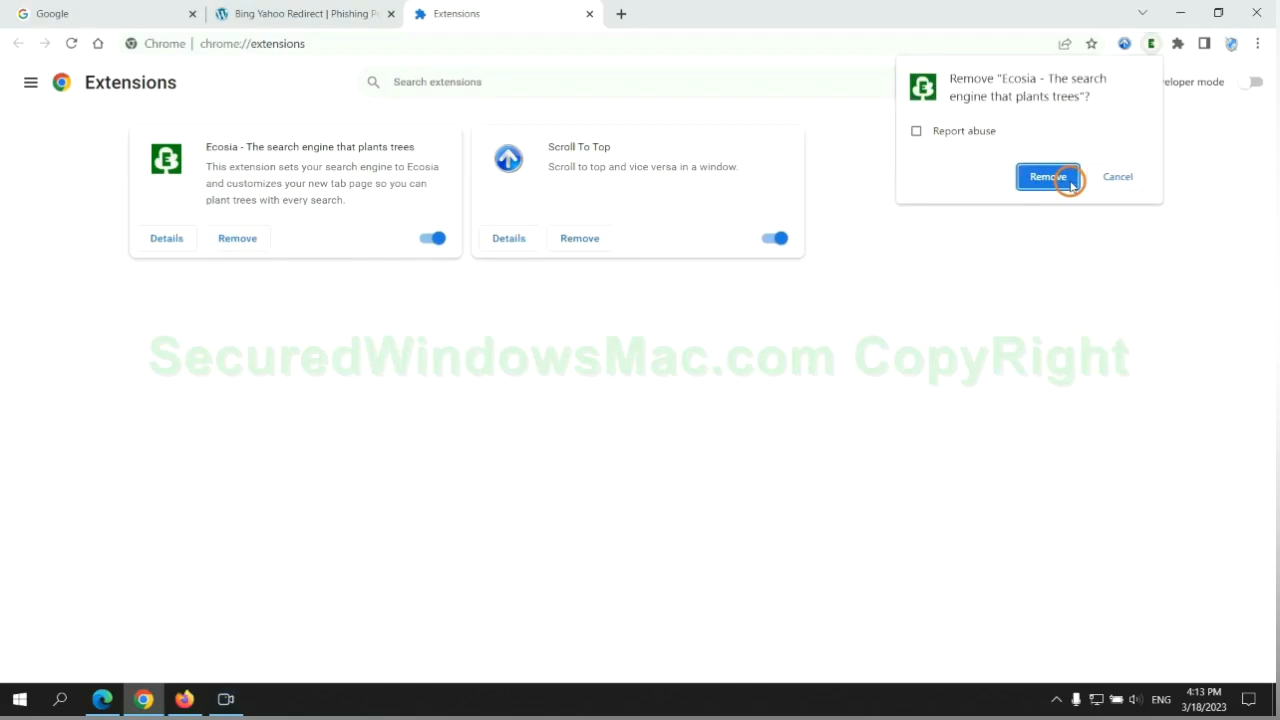 Google
Bing Yahoo Redirect | Phishing P
Extensions
Chrome | chrome://extensions
Extensions
Search extensions
veloper mode
Remove "Ecosia - The search
engine that plants trees"?
Report abuse
Remove
Cancel
Ecosia - The search engine that plants trees
This extension sets your search engine to Ecosia
and customizes your new tab page so you can
plant trees with every search.
Details
Remove
Scroll To Top
Scroll to top and vice versa in a window.
Details
Remove
SecuredWindowsMac.com CopyRight
ENG
4:13 PM
3/18/2023